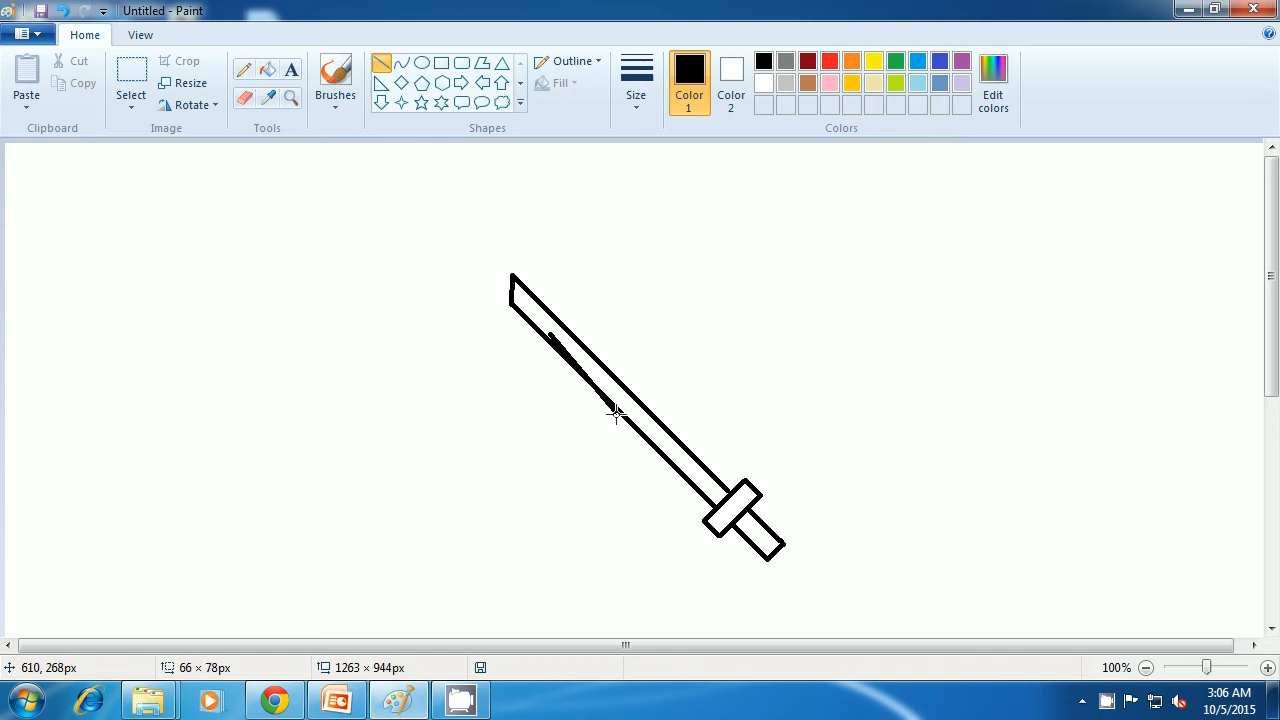 Untitled - Paint
Home View
Cut
Copy
Paste
Clipboard
Select
Crop
Resize
Rotate
Image
A
Tools
Brushes
Outline
Fill
Shapes
Size
Color 1
Color 2
Edit colors
Colors
610, 268px 66 × 78px 1263 × 944px 100%
3:06 AM
10/5/2015